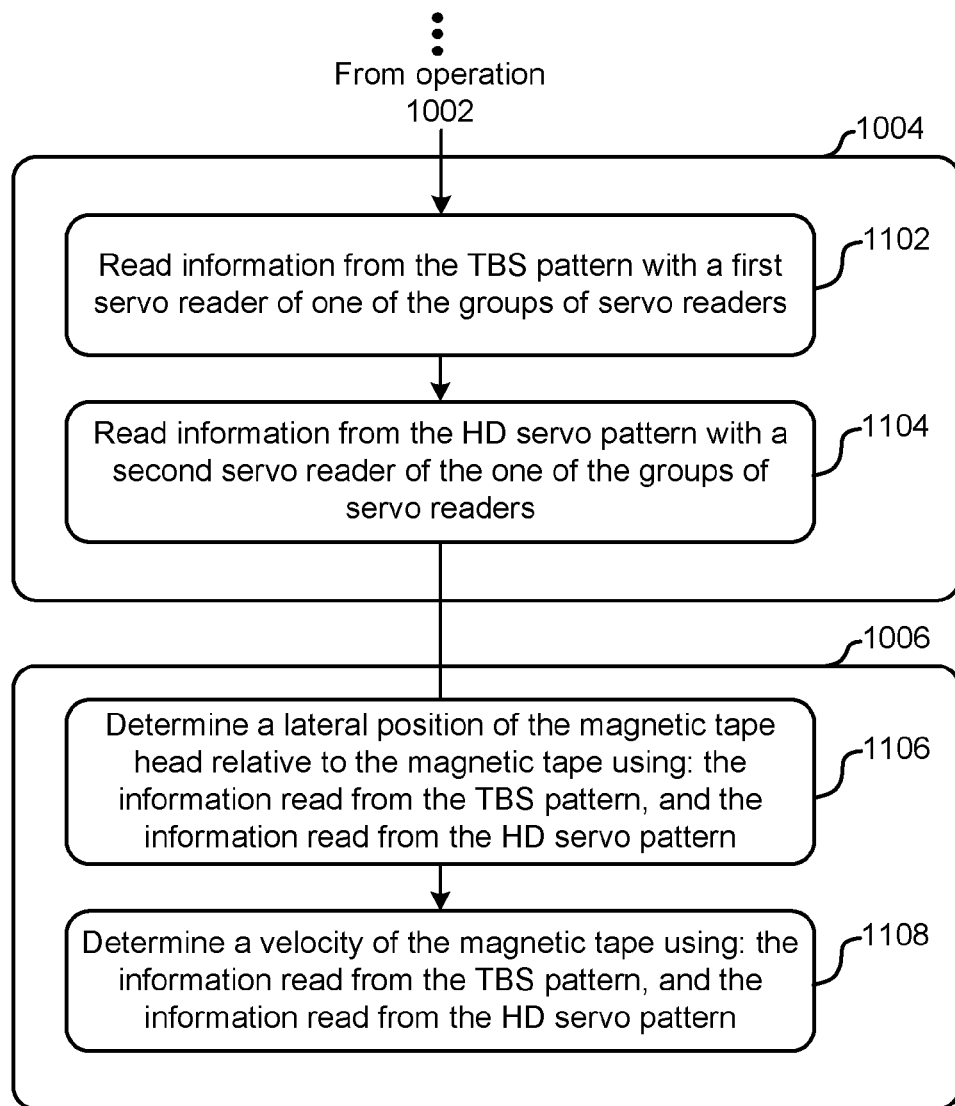 From operation
1002
1004
1102
Read information from the TBS pattern with a first
servo reader of one of the groups of servo readers
1104
Read information from the HD servo pattern with a
second servo reader of the one of the groups of
servo readers
1006
Determine a lateral position of the magnetic tape
head relative to the magnetic tape using: the
information read from the TBS pattern, and the
information read from the HD servo pattern
1106
Determine a velocity of the magnetic tape using: the
information read from the TBS pattern, and the
information read from the HD servo pattern
1108